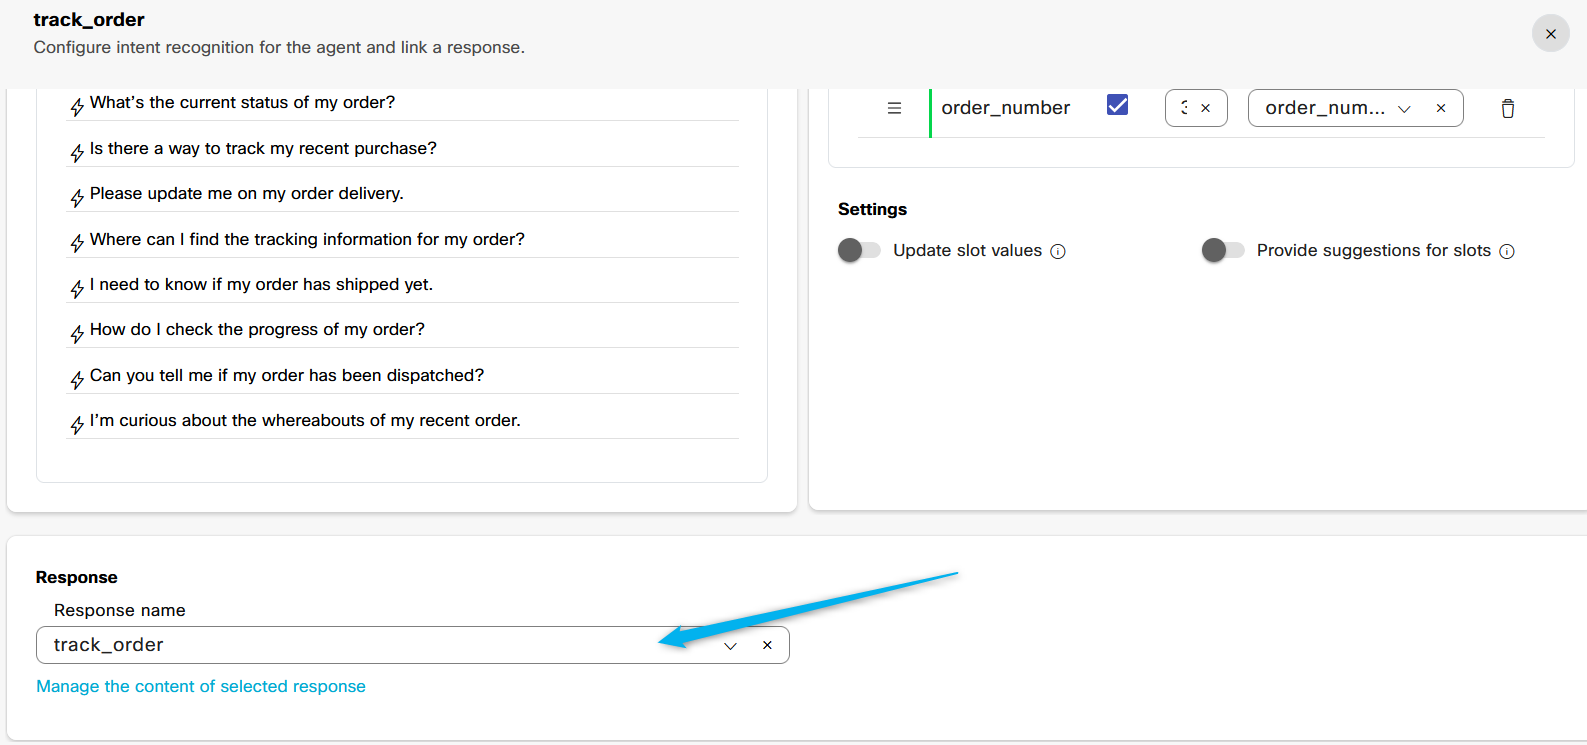 track_order
Configure intent recognition for the agent and link a response.
What's the current status of my order?
Is there a way to track my recent purchase?
Please update me on my order delivery.
Where can I find the tracking information for my order?
I need to know if my order has shipped yet.
How do I check the progress of my order?
Can you tell me if my order has been dispatched?
I'm curious about the whereabouts of my recent order.
order_number
order_num...
Settings
Update slot values
Provide suggestions for slots
Response
Response name
track_order
Manage the content of selected response